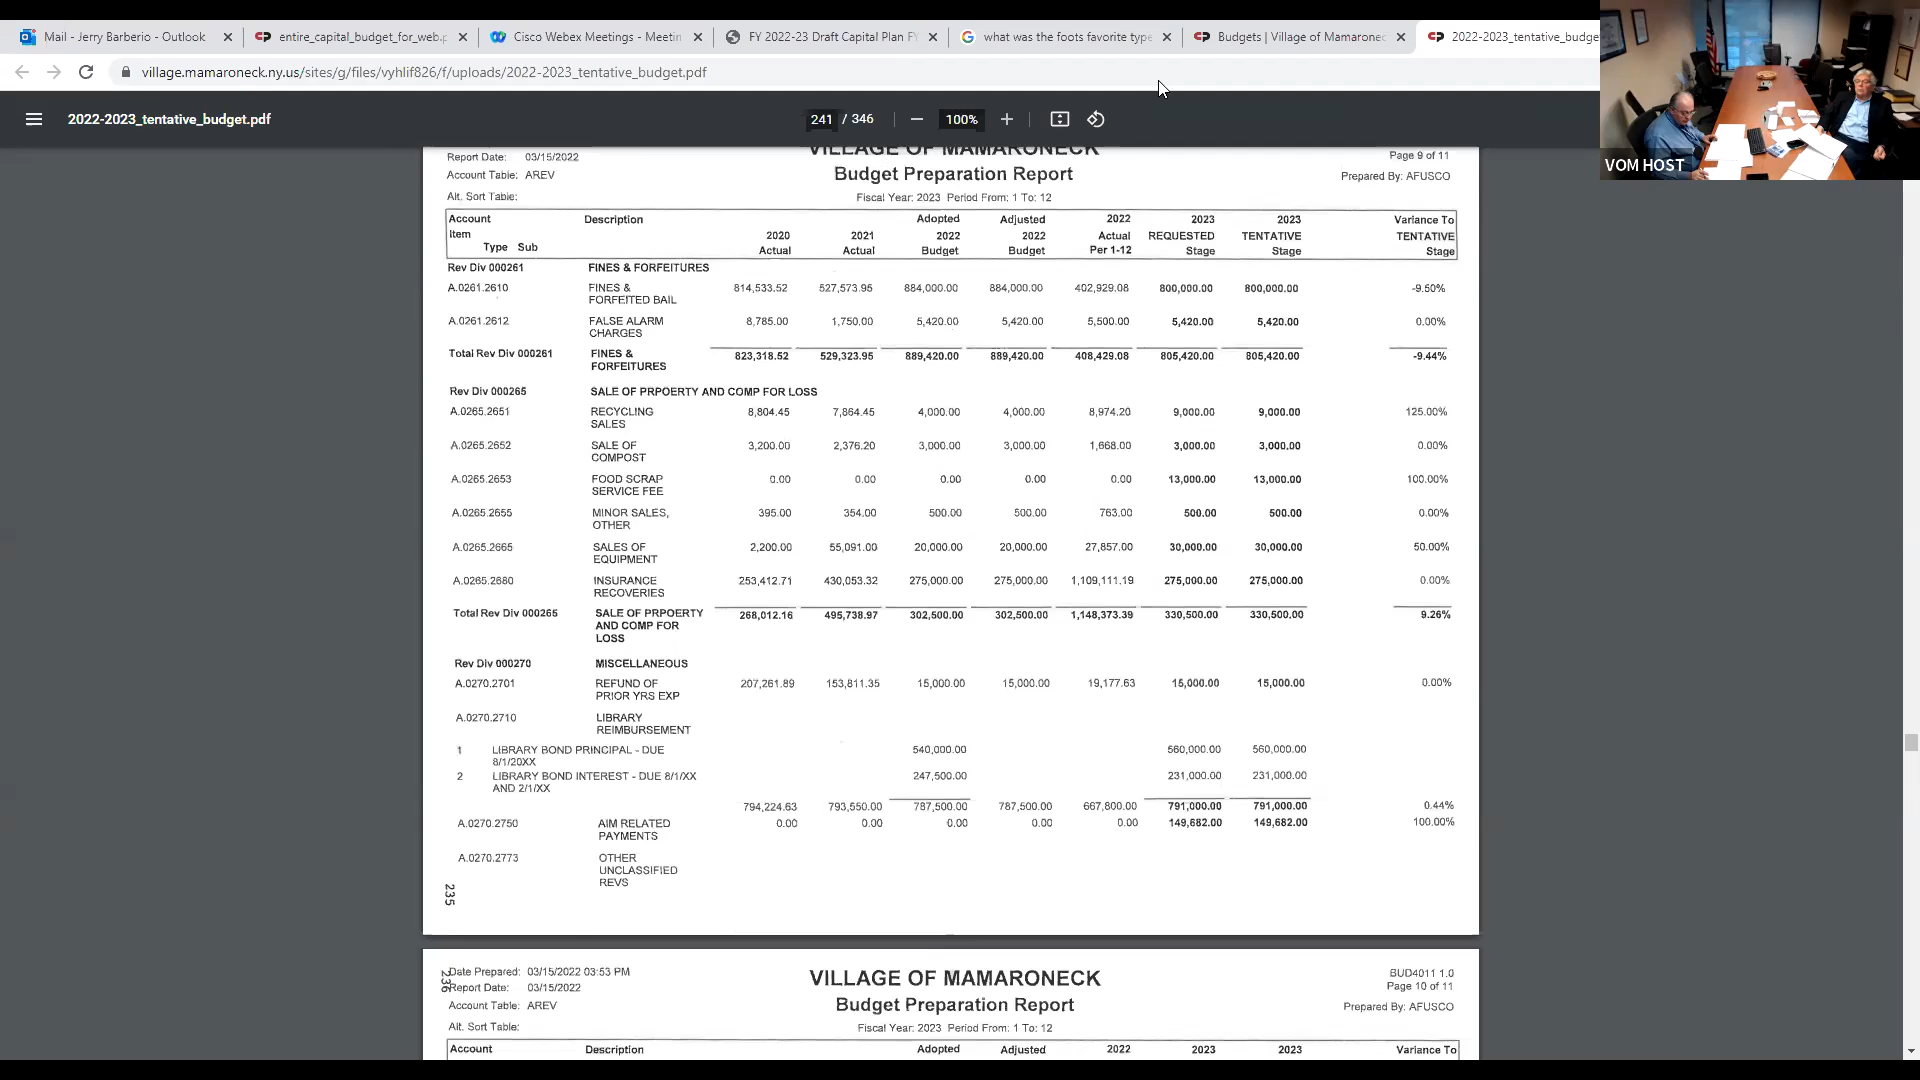 Mail - Jerry Barberio - Outlook
entire_capital_budget_for_web.p
Cisco Webex Meetings - Meetin
FY 2022-23 Draft Capital Plan FY
what was the foots favorite type
Budgets | Village of Mamaronec
2022-2023_tentative_budge
village.mamaroneck.ny.us/sites/g/files/vyhlif826/f/uploads/2022-2023_tentative_budget.pdf
2022-2023_tentative_budget.pdf 241 / 346 — 100% +
VOM HOST
VILLAGE OF MAMARONECK
Report Date: 03/15/2022 Page 9 of 11
Account Table: AREV Budget Preparation Report Prepared By: AFUSCO
Alt. Sort Table: Fiscal Year: 2023 Period From: 1 To: 12
Account Description Adopted Adjusted 2022 2023 2023 Variance To
Item 2020 2021 2022 2022 Actual REQUESTED TENTATIVE TENTATIVE
Type Sub Actual Actual Budget Budget Per 1-12 Stage Stage Stage
Rev Div 000261 FINES & FORFEITURES
A.0261.2610 FINES & 814,533.52 527,573.95 884,000.00 884,000.00 402,929.08 800,000.00 800,000.00 -9.50%
FORFEITED BAIL
A.0261.2612 FALSE ALARM 8,785.00 1,750.00 5,420.00 5,420.00 5,500.00 5,420.00 5,420.00 0.00%
CHARGES
Total Rev Div 000261 FINES & 823,318.52 529,323.95 889,420.00 889,420.00 408,429.08 805,420.00 805,420.00 -9.44%
FORFEITURES
Rev Div 000265 SALE OF PRPOERTY AND COMP FOR LOSS
A.0265.2651 RECYCLING 8,804.45 7,864.45 4,000.00 4,000.00 8,974.20 9,000.00 9,000.00 125.00%
SALES
A.0265.2652 SALE OF 3,200.00 2,376.20 3,000.00 3,000.00 1,668.00 3,000.00 3,000.00 0.00%
COMPOST
A.0265.2653 FOOD SCRAP 0.00 0.00 0.00 0.00 0.00 13,000.00 13,000.00 100.00%
SERVICE FEE
A.0265.2655 MINOR SALES, 395.00 354.00 500.00 500.00 763.00 500.00 500.00 0.00%
OTHER
A.0265.2665 SALES OF 2,200.00 55,091.00 20,000.00 20,000.00 27,857.00 30,000.00 30,000.00 50.00%
EQUIPMENT
A.0265.2680 INSURANCE 253,412.71 430,053.32 275,000.00 275,000.00 1,109,111.19 275,000.00 275,000.00 0.00%
RECOVERIES
Total Rev Div 000265 SALE OF PRPOERTY 268,012.16 495,738.97 302,500.00 302,500.00 1,148,373.39 330,500.00 330,500.00 9.26%
AND COMP FOR
LOSS
Rev Div 000270 MISCELLANEOUS
A.0270.2701 REFUND OF 207,261.89 153,811.35 15,000.00 15,000.00 19,177.63 15,000.00 15,000.00 0.00%
PRIOR YRS EXP
A.0270.2710 LIBRARY
REIMBURSEMENT
1 LIBRARY BOND PRINCIPAL - DUE 540,000.00 560,000.00 560,000.00
8/1/20XX
2 LIBRARY BOND INTEREST - DUE 8/1/XX 247,500.00 231,000.00 231,000.00
AND 2/1/XX
794,224.63 793,550.00 787,500.00 787,500.00 667,800.00 791,000.00 791,000.00 0.44%
A.0270.2750 AIM RELATED 0.00 0.00 0.00 0.00 0.00 149,682.00 149,682.00 100.00%
PAYMENTS
A.0270.2773 OTHER
UNCLASSIFIED
REVS
235
236
Date Prepared: 03/15/2022 03:53 PM VILLAGE OF MAMARONECK BUD4011 1.0
Report Date: 03/15/2022 Page 10 of 11
Account Table: AREV Budget Preparation Report Prepared By: AFUSCO
Alt. Sort Table: Fiscal Year: 2023 Period From: 1 To: 12
Account Description Adopted Adjusted 2022 2023 2023 Variance To